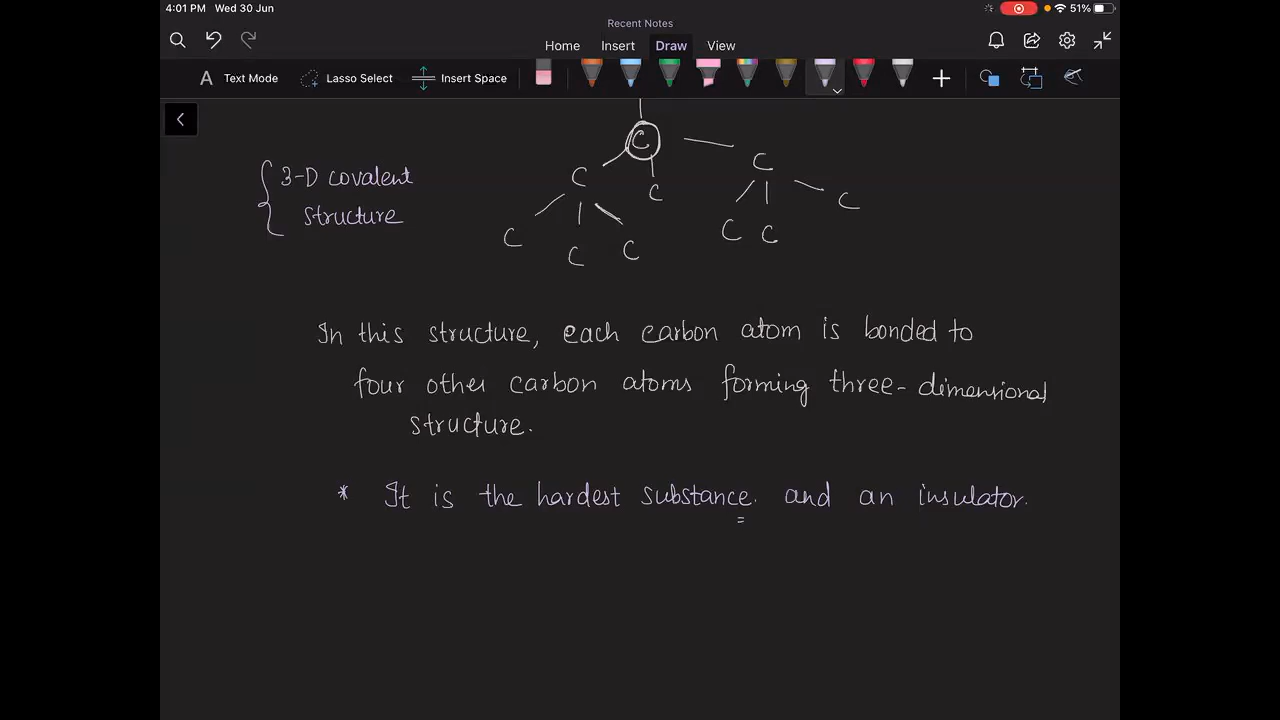 4:01 PM Wed 30 Jun
51%
Recent Notes
Home Insert Draw View
A Text Mode Lasso Select Insert Space
C
C C
C
3-D covalent
structure
C C C C C C
In this structure, each carbon atom is bonded to
four other carbon atoms forming three-dimensional
structure.
* It is the hardest substance. and an insulator.